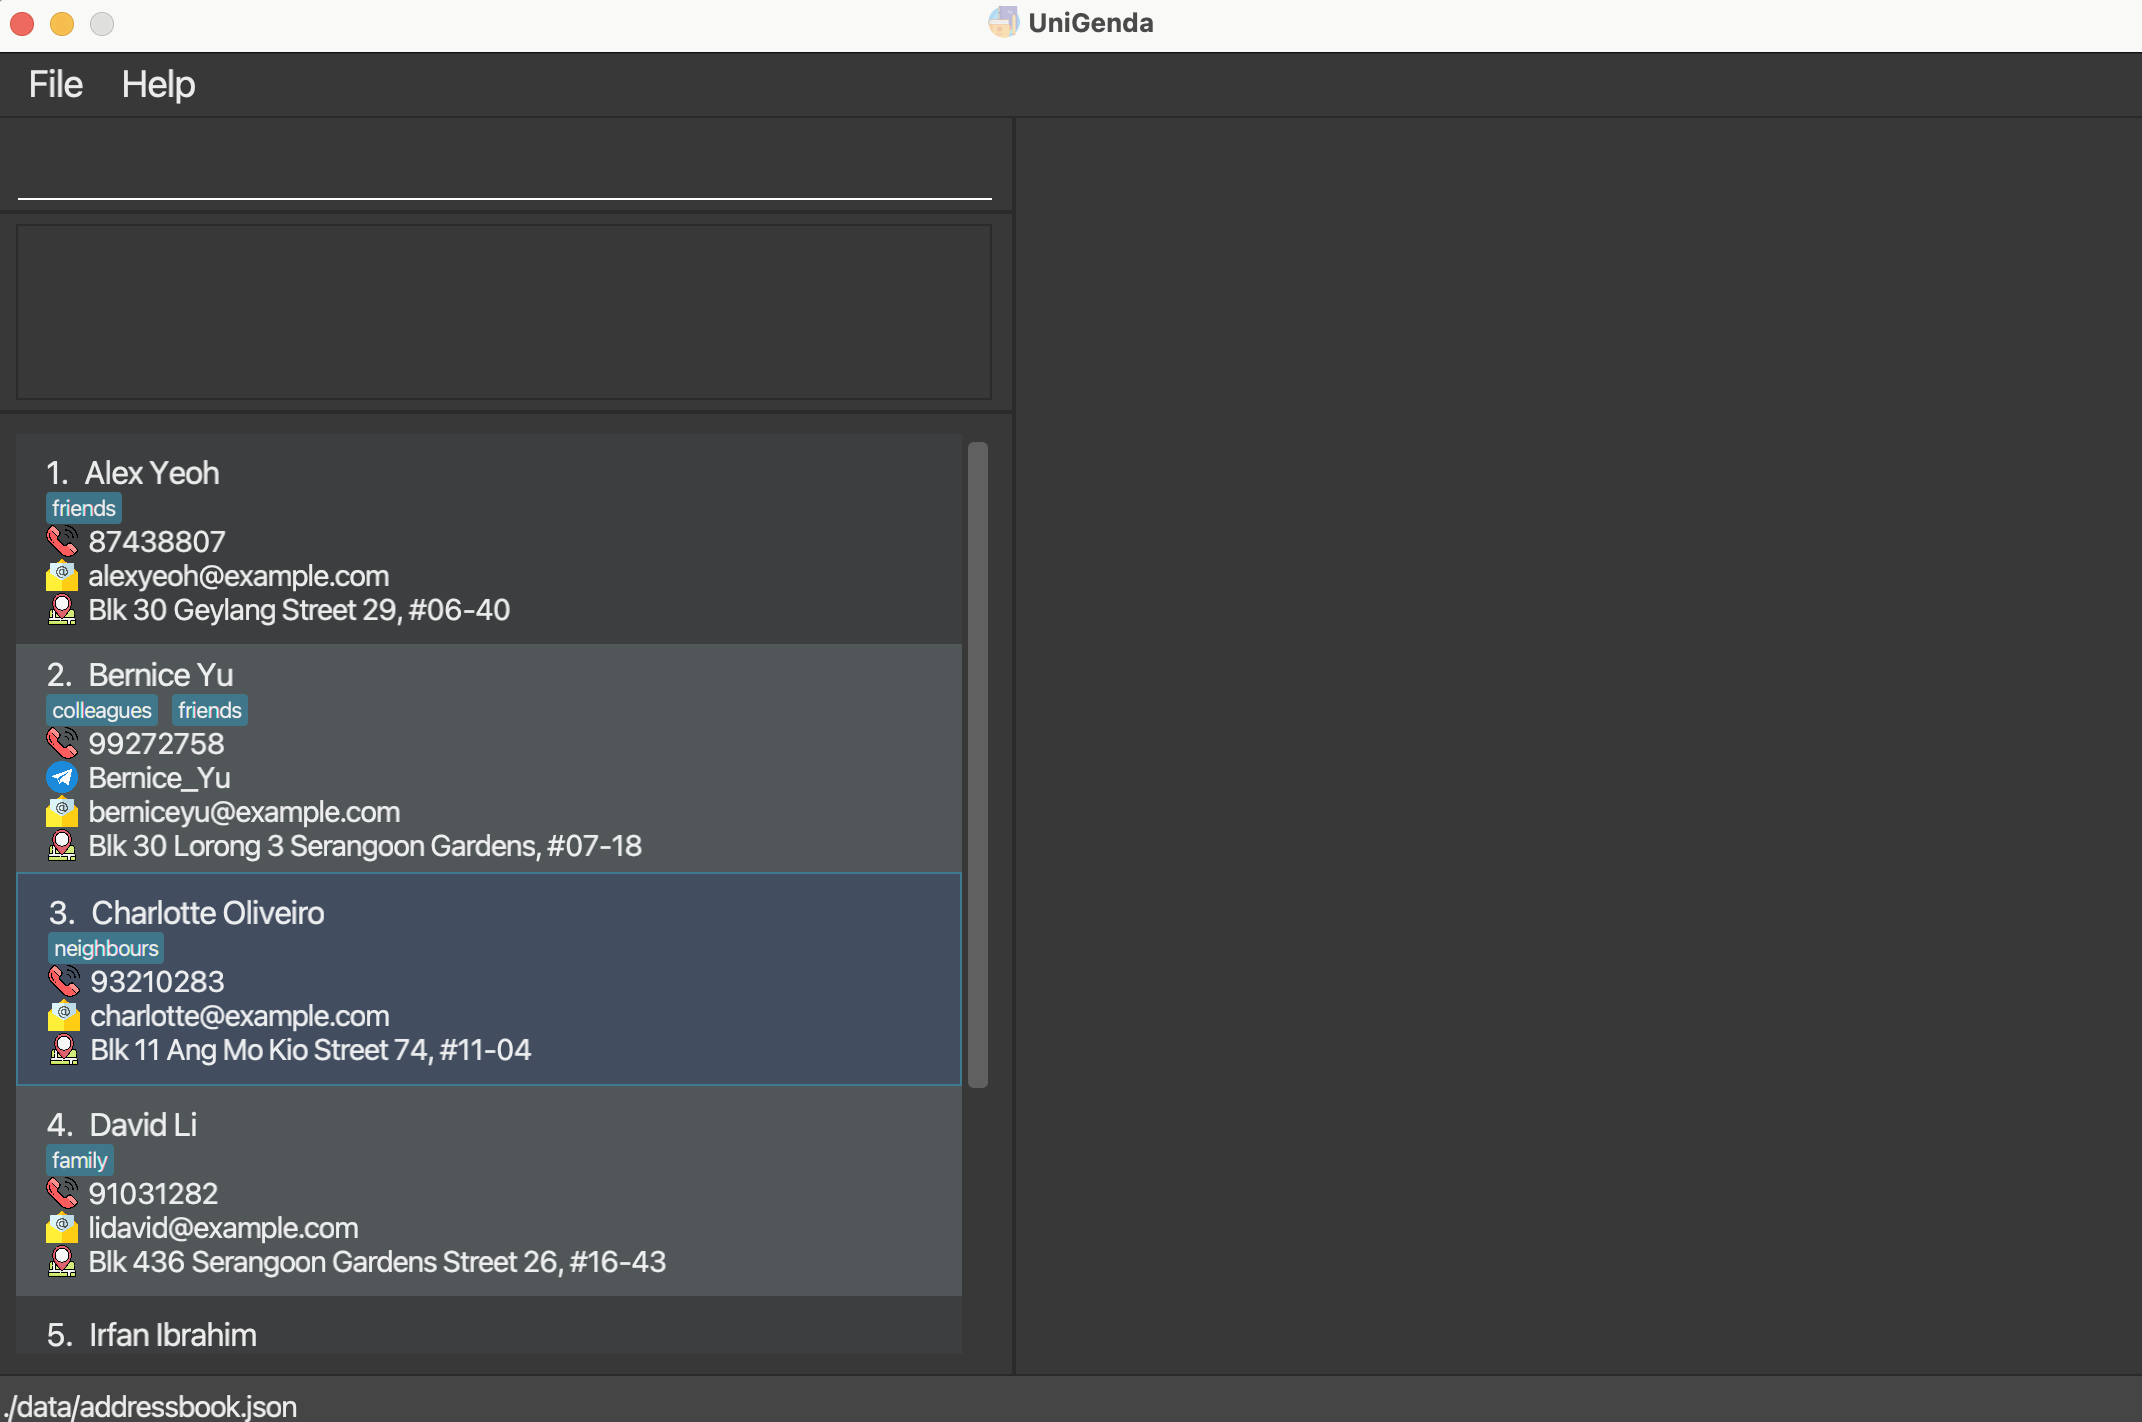 UniGenda
File Help
1. Alex Yeoh
friends
87438807
alexyeoh@example.com
Blk 30 Geylang Street 29, #06-40
2. Bernice Yu
colleagues friends
99272758
Bernice_Yu
berniceyu@example.com
Blk 30 Lorong 3 Serangoon Gardens, #07-18
3. Charlotte Oliveiro
neighbours
93210283
charlotte@example.com
Blk 11 Ang Mo Kio Street 74, #11-04
4. David Li
family
91031282
lidavid@example.com
Blk 436 Serangoon Gardens Street 26, #16-43
5. Irfan Ibrahim
./data/addressbook.json